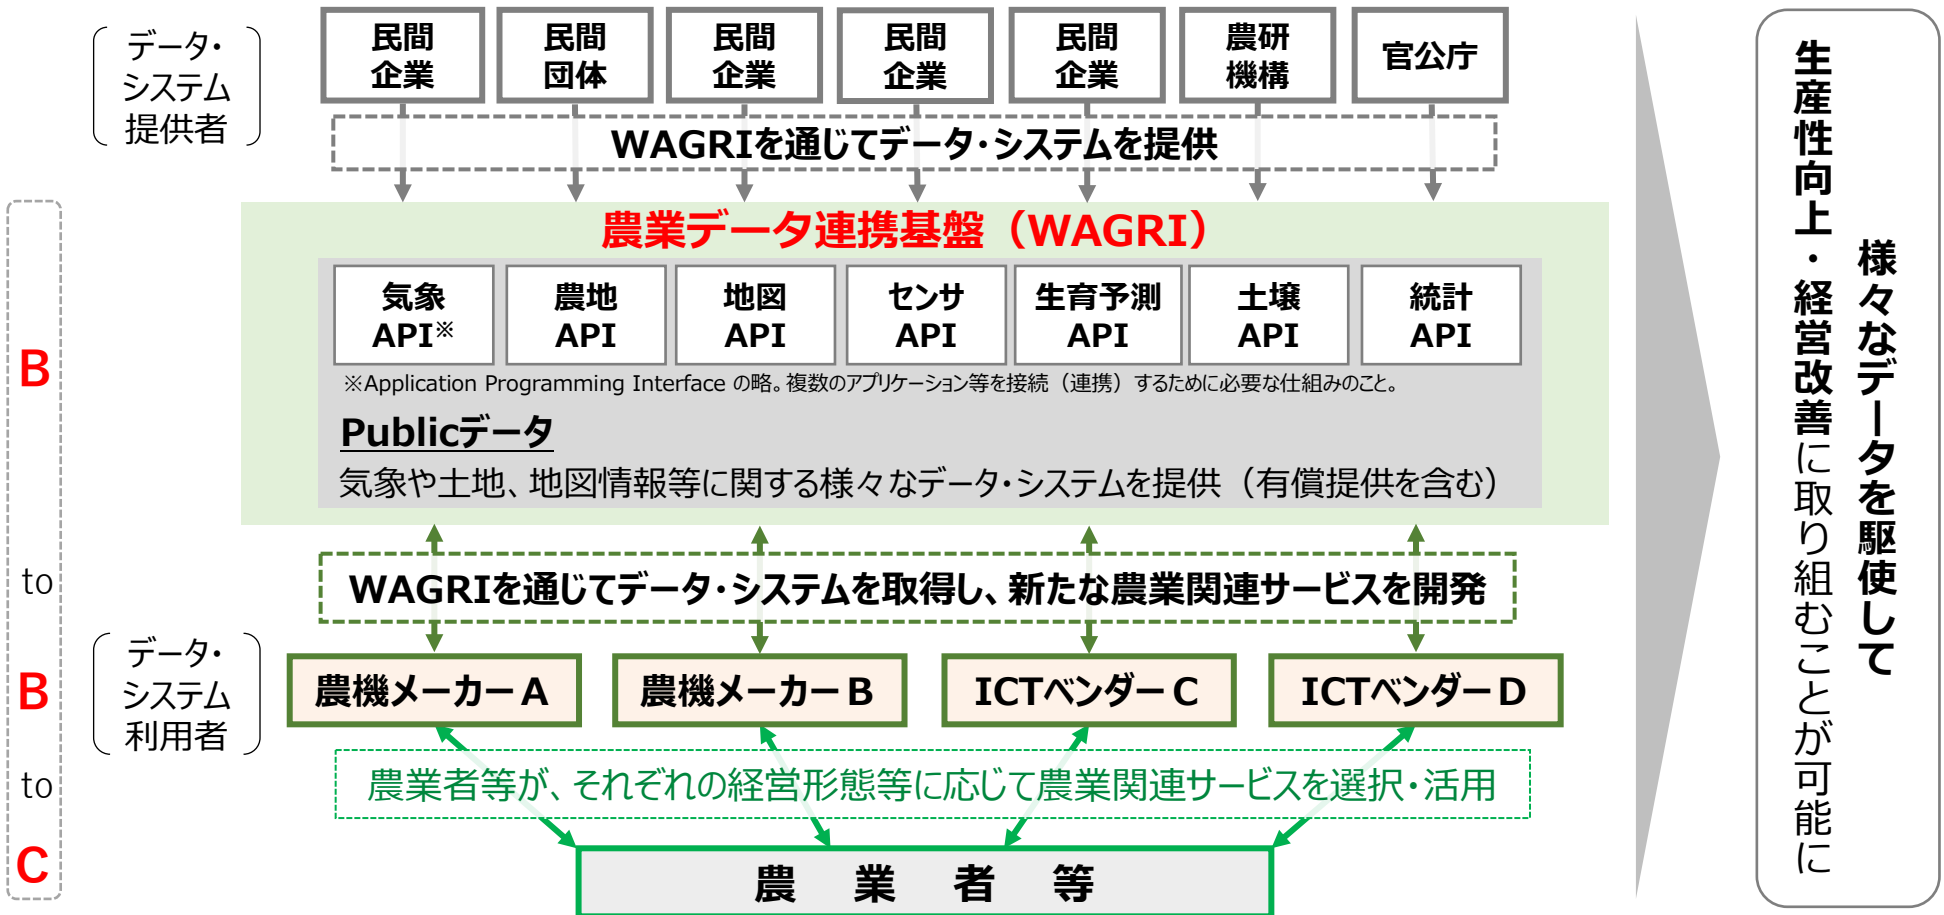 データ・
システム
提供者
民間
企業
民間
団体
民間
企業
民間
企業
民間
企業
農研
機構
官公庁
WAGRIを通じてデータ・システムを提供
農業データ連携基盤（WAGRI）
気象
API※
農地
API
地図
API
センサ
API
生育予測
API
土壌
API
統計
API
※Application Programming Interface の略。複数のアプリケーション等を接続（連携）するために必要な仕組みのこと。
Publicデータ
気象や土地、地図情報等に関する様々なデータ・システムを提供（有償提供を含む）
WAGRIを通じてデータ・システムを取得し、新たな農業関連サービスを開発
データ・
システム
利用者
農機メーカーA
農機メーカーB
ICTベンダーC
ICTベンダーD
農業者等が、それぞれの経営形態等に応じて農業関連サービスを選択・活用
農業者等
B
to
B
to
C
様々なデータを駆使して
生産性向上・経営改善に取り組むことが可能に